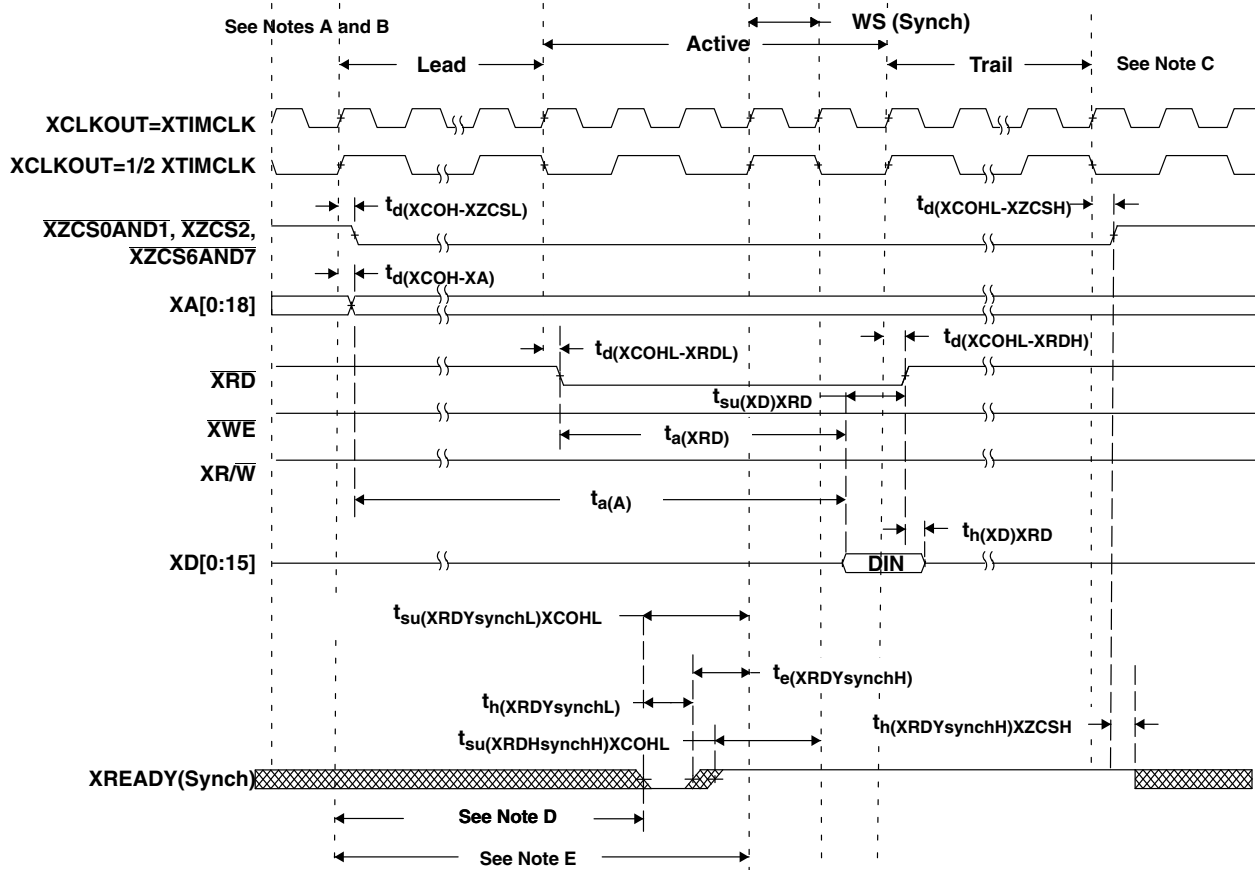 See Notes A and B
WS (Synch)
Active
Lead
Trail
See Note C
XCLKOUT=XTIMCLK
XCLKOUT=1/2 XTIMCLK
td(XCOH-XZCSL)
td(XCOHL-XZCSH)
XZCS0AND1, XZCS2,
XZCS6AND7
td(XCOH-XA)
XA[0:18]
td(XCOHL-XRDL)
td(XCOHL-XRDH)
XRD
tsu(XD)XRD
XWE
ta(XRD)
XR/W
ta(A)
th(XD)XRD
XD[0:15]
DIN
tsu(XRDYsynchL)XCOHL
te(XRDYsynchH)
th(XRDYsynchL)
th(XRDYsynchH)XZCSH
tsu(XRDHsynchH)XCOHL
XREADY(Synch)
See Note D
See Note E